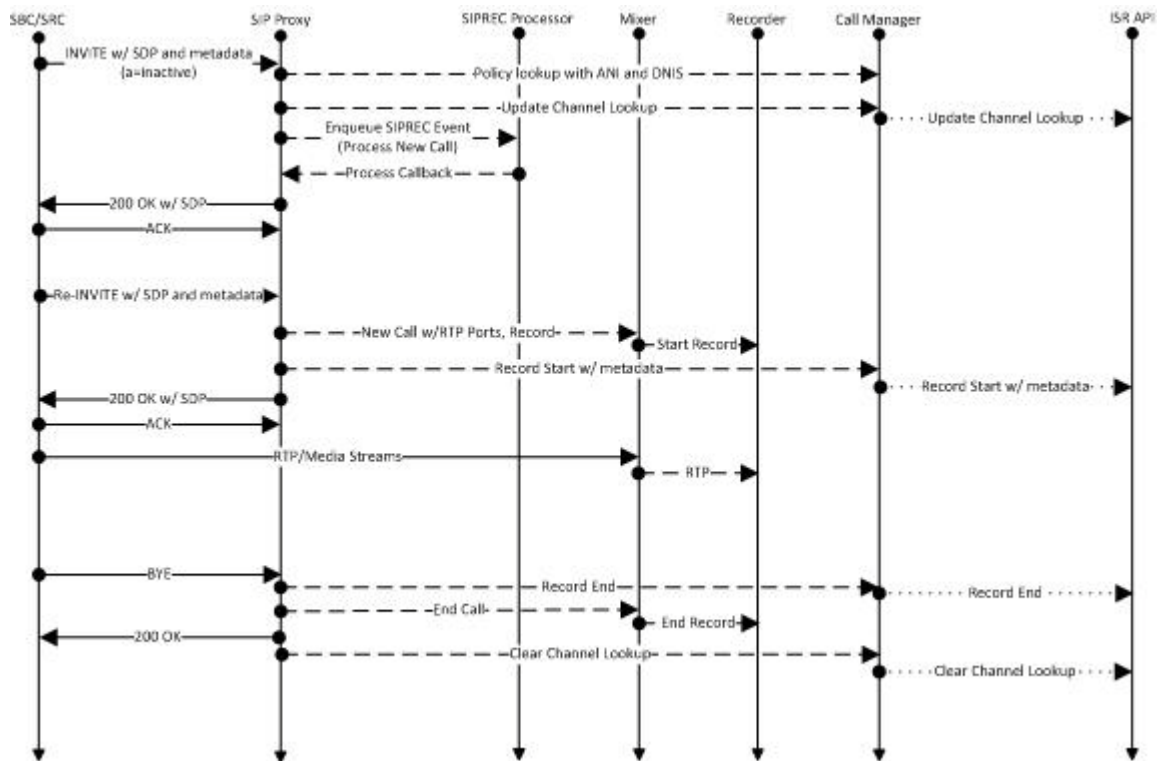 SBC/SRC
SIP Proxy
SIPREC Processor
Mixer
Recorder
Call Manager
ISR API
INVITE w/ SDP and metadata
(a=inactive)
Policy lookup with ANI and DNIS
Update Channel Lookup
Update Channel Lookup
Enqueue SIPREC Event
(Process New Call)
Process Callback
200 OK w/ SDP
ACK
Re-INVITE w/ SDP and metadata
New Call w/RTP Ports, Record
Start Record
Record Start w/ metadata
Record Start w/ metadata
200 OK w/ SDP
ACK
RTP/Media Streams
RTP
BYE
Record End
Record End
End Call
End Record
200 OK
Clear Channel Lookup
Clear Channel Lookup